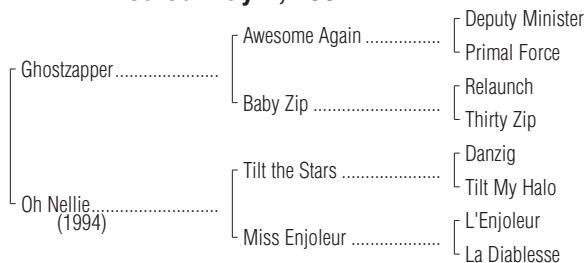 Deputy Minister
Awesome Again ..................
Primal Force
Ghostzapper.....................
Relaunch
Baby Zip ...............................
Thirty Zip
Danzig
Tilt the Stars .......................
Tilt My Halo
Oh Nellie..........................
(1994)
L'Enjoleur
Miss Enjoleur .....................
La Diablesse